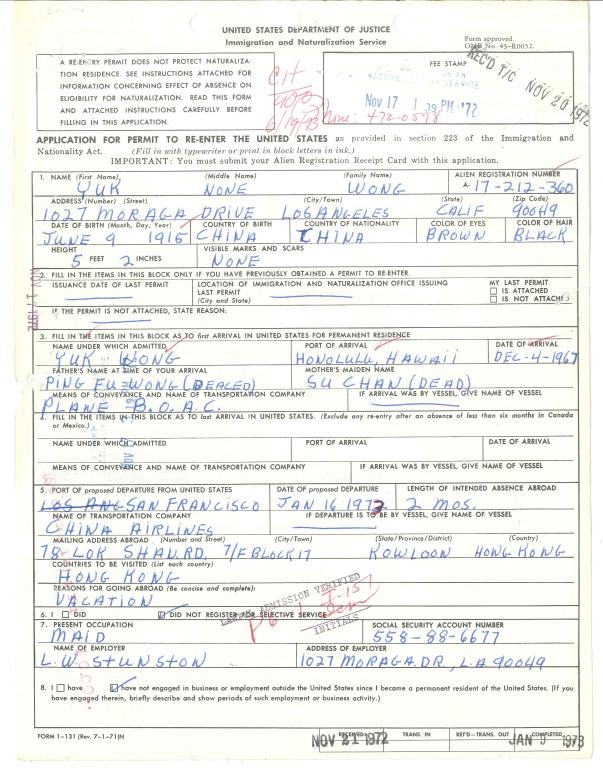 UNITED STATES DEPARTMENT OF JUSTICE
Immigration and Naturalization Service
Form approved.
OMB No. 43-R0052.
A RE-ENTRY PERMIT DOES NOT PROTECT NATURALIZA-
TION RESIDENCE. SEE INSTRUCTIONS ATTACHED FOR
INFORMATION CONCERNING EFFECT OF ABSENCE ON
ELIGIBILITY FOR NATURALIZATION. READ THIS FORM
AND ATTACHED INSTRUCTIONS CAREFULLY BEFORE
FILLING IN THIS APPLICATION.
FEE STAMP
REC'D T/C NOV 20 1972
Nov 17 1 39 PM '72
Phone: 472-0578
APPLICATION FOR PERMIT TO RE-ENTER THE UNITED STATES as provided in section 223 of the Immigration and
Nationality Act. (Fill in with typewriter or print in block letters in ink.)
IMPORTANT: You must submit your Alien Registration Receipt Card with this application.
1. NAME (First Name) (Middle Name) (Family Name) ALIEN REGISTRATION NUMBER
YUK NONE WONG A- 17-212-360
ADDRESS (Number) (Street) (City/Town) (State) (Zip Code)
1027 MORAGA DRIVE LOS ANGELES CALIF 90049
DATE OF BIRTH (Month, Day, Year) COUNTRY OF BIRTH COUNTRY OF NATIONALITY COLOR OF EYES COLOR OF HAIR
JUNE 9 1915 CHINA CHINA BROWN BLACK
HEIGHT VISIBLE MARKS AND SCARS
5 FEET 2 INCHES NONE
2. FILL IN THE ITEMS IN THIS BLOCK ONLY IF YOU HAVE PREVIOUSLY OBTAINED A PERMIT TO RE-ENTER.
ISSUANCE DATE OF LAST PERMIT LOCATION OF IMMIGRATION AND NATURALIZATION OFFICE ISSUING MY LAST PERMIT
LAST PERMIT IS ATTACHED
(City and State) IS NOT ATTACHED
IF THE PERMIT IS NOT ATTACHED, STATE REASON:
3. FILL IN THE ITEMS IN THIS BLOCK AS TO first ARRIVAL IN UNITED STATES FOR PERMANENT RESIDENCE
NAME UNDER WHICH ADMITTED PORT OF ARRIVAL DATE OF ARRIVAL
YUK WONG HONOLULU, HAWAII DEC-4-1967
FATHER'S NAME AT TIME OF YOUR ARRIVAL MOTHER'S MAIDEN NAME
PING FU WONG (DEACED) SU CHAN (DEAD)
MEANS OF CONVEYANCE AND NAME OF TRANSPORTATION COMPANY IF ARRIVAL WAS BY VESSEL, GIVE NAME OF VESSEL
PLANE B.O.A.C.
4. FILL IN THE ITEMS IN THIS BLOCK AS TO last ARRIVAL IN UNITED STATES. (Exclude any re-entry after an absence of less than six months in Canada
or Mexico.)
NAME UNDER WHICH ADMITTED PORT OF ARRIVAL DATE OF ARRIVAL
MEANS OF CONVEYANCE AND NAME OF TRANSPORTATION COMPANY IF ARRIVAL WAS BY VESSEL, GIVE NAME OF VESSEL
5. PORT OF proposed DEPARTURE FROM UNITED STATES DATE OF proposed DEPARTURE LENGTH OF INTENDED ABSENCE ABROAD
LOS ANG SAN FRANCISCO JAN 16 1973 2 MOS.
NAME OF TRANSPORTATION COMPANY IF DEPARTURE IS TO BE BY VESSEL, GIVE NAME OF VESSEL
CHINA AIRLINES
MAILING ADDRESS ABROAD (Number and Street) (City/Town) (State/Province/District) (Country)
78 LOK SHAN.RD. 7/F BLOCK 17 KOWLOON HONG KONG
COUNTRIES TO BE VISITED (List each country)
HONG KONG
REASONS FOR GOING ABROAD (Be concise and complete):
VACATION
LAWFUL ADMISSION VERIFIED
INITIALS
6. I DID DID NOT REGISTER FOR SELECTIVE SERVICE
7. PRESENT OCCUPATION SOCIAL SECURITY ACCOUNT NUMBER
MAID 558-88-6677
NAME OF EMPLOYER ADDRESS OF EMPLOYER
L.W. STUNSTON 1027 MORAGA.DR., L.A 90049
8. I have have not engaged in business or employment outside the United States since I became a permanent resident of the United States. (If you
have engaged therein, briefly describe and show periods of such employment or business activity.)
FORM I-131 (Rev. 7-1-71)N RECEIVED TRANS. IN RET'D-TRANS. OUT COMPLETED
NOV 21 1972 JAN 3 1973